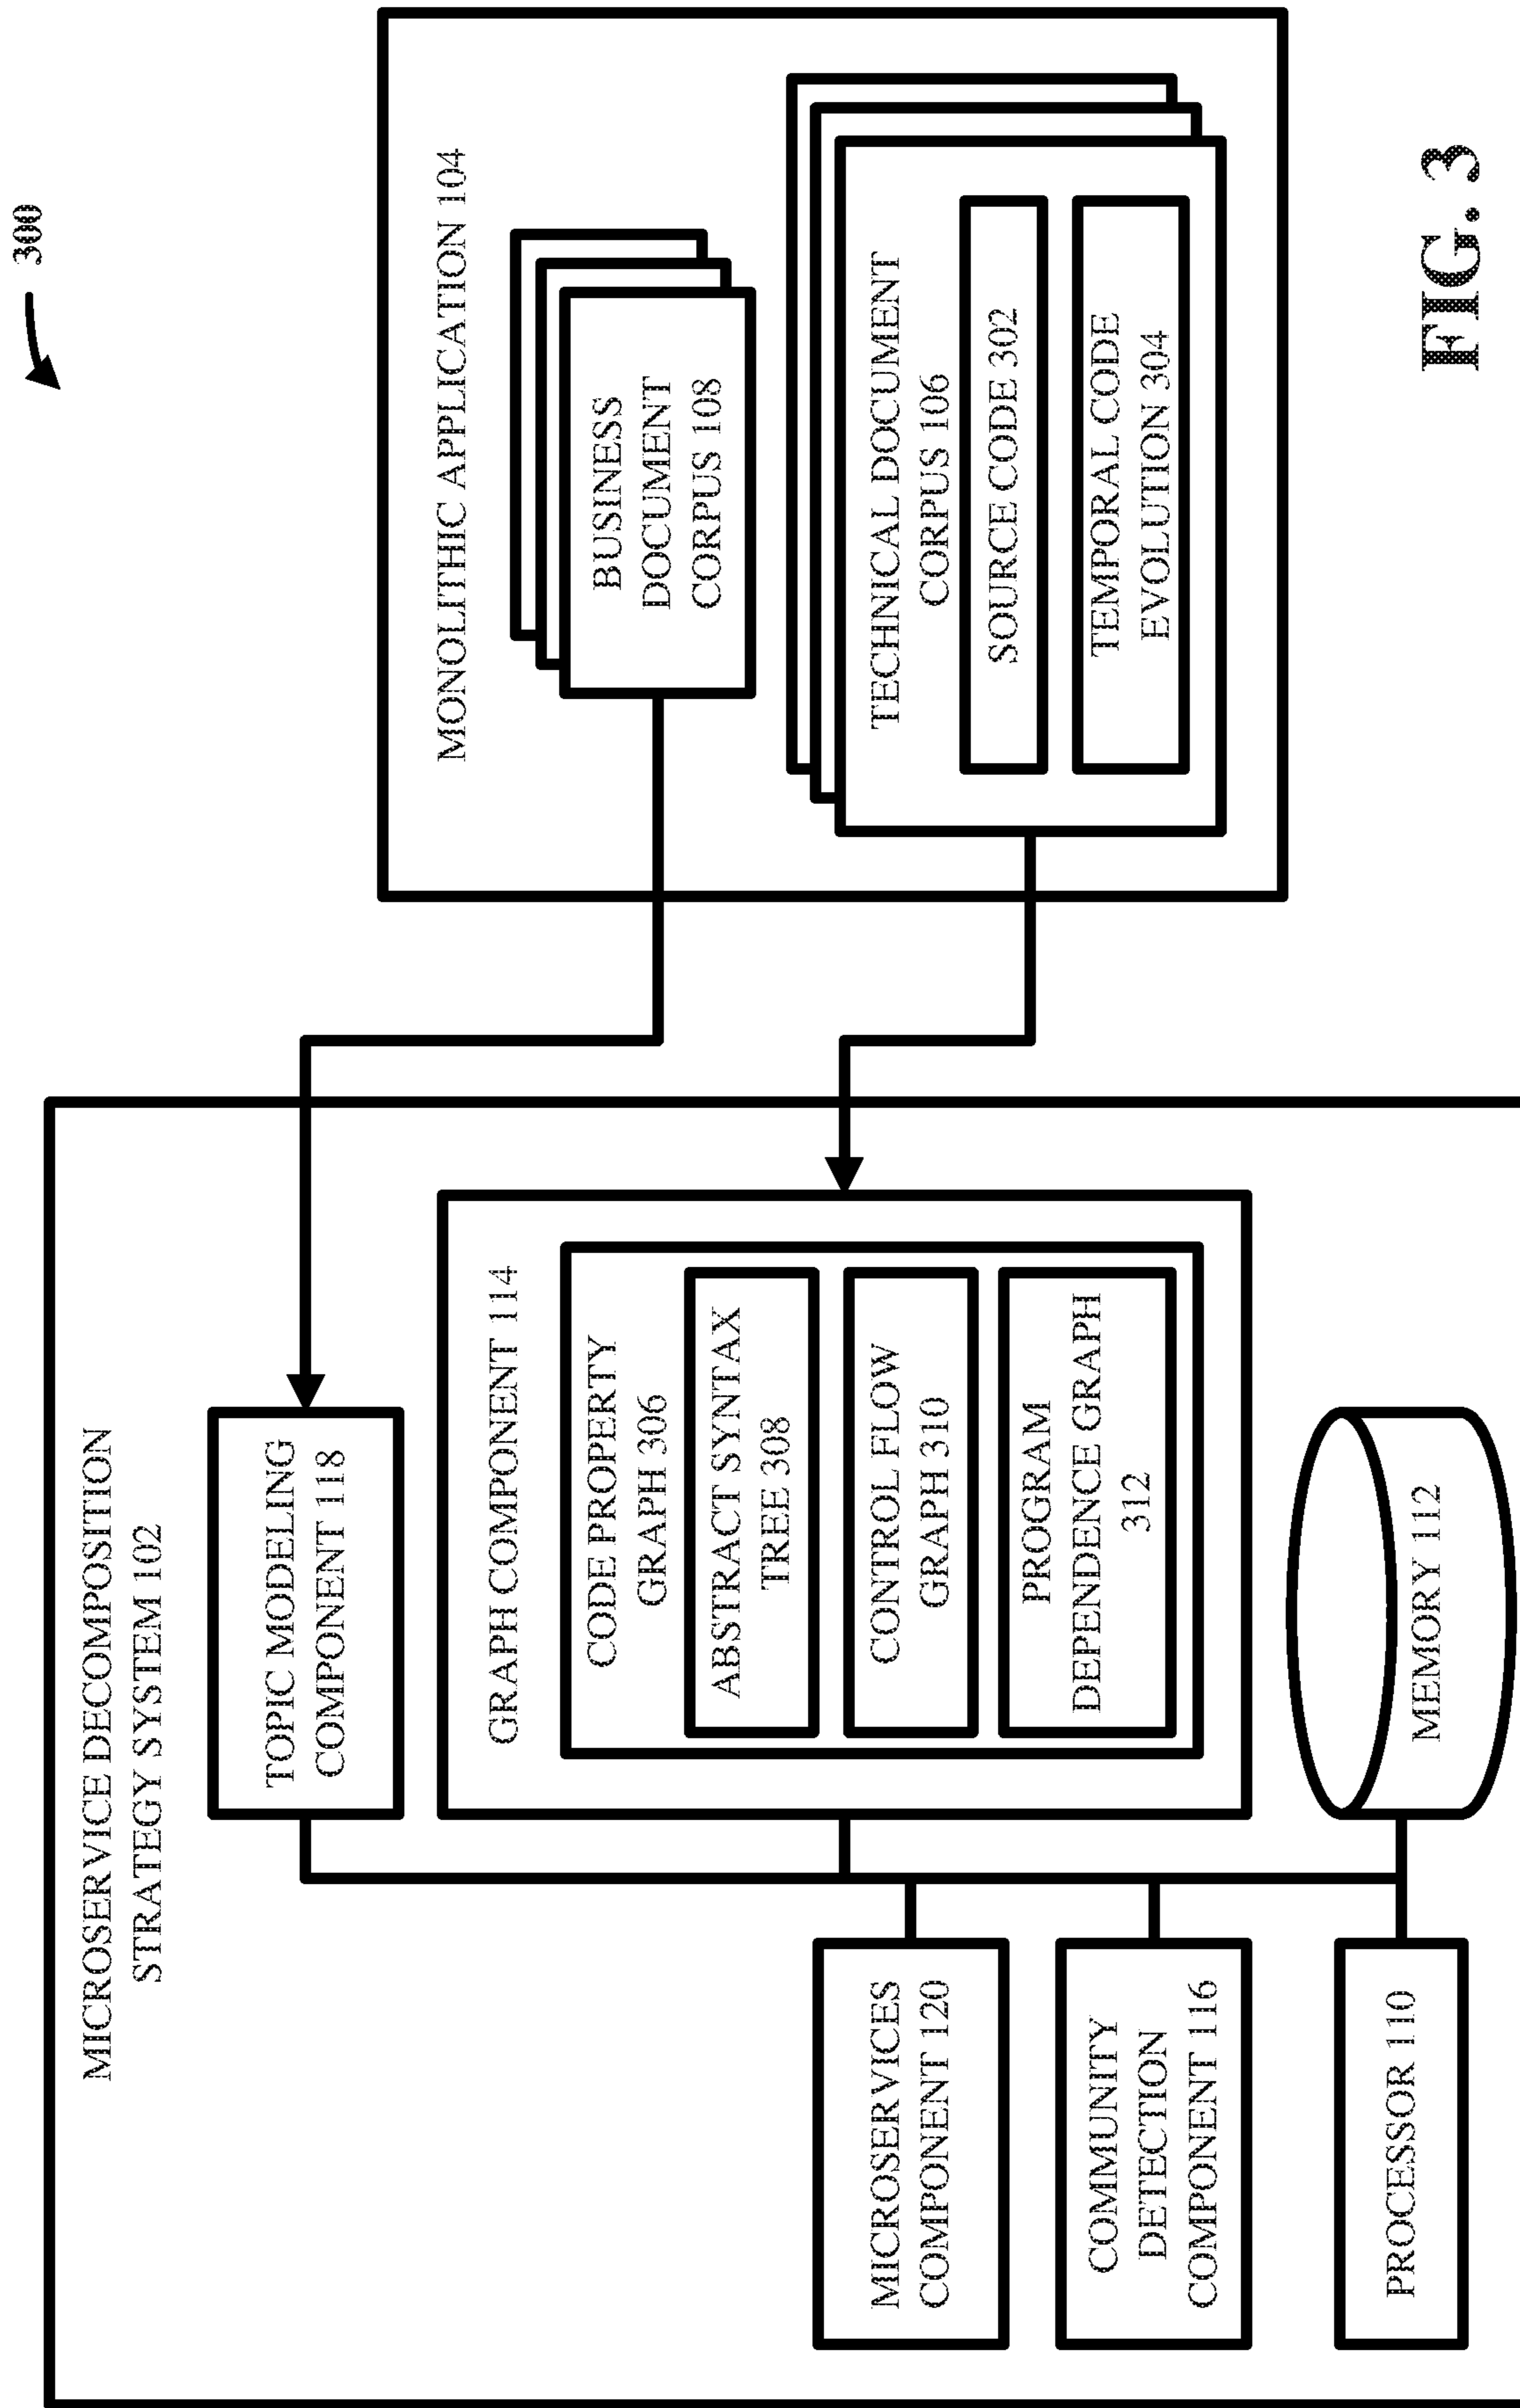 300
MICROSERVICE DECOMPOSITION
STRATEGY SYSTEM 102
TOPIC MODELING
COMPONENT 118
GRAPH COMPONENT 114
CODE PROPERTY
GRAPH 306
ABSTRACT SYNTAX
TREE 308
CONTROL FLOW
GRAPH 310
PROGRAM
DEPENDENCE GRAPH
312
MICROSERVICES
COMPONENT 120
COMMUNITY
DETECTION
COMPONENT 116
PROCESSOR 110
MEMORY 112
MONOLITHIC APPLICATION 104
BUSINESS
DOCUMENT
CORPUS 108
TECHNICAL DOCUMENT
CORPUS 106
SOURCE CODE 302
TEMPORAL CODE
EVOLUTION 304
FIG. 3